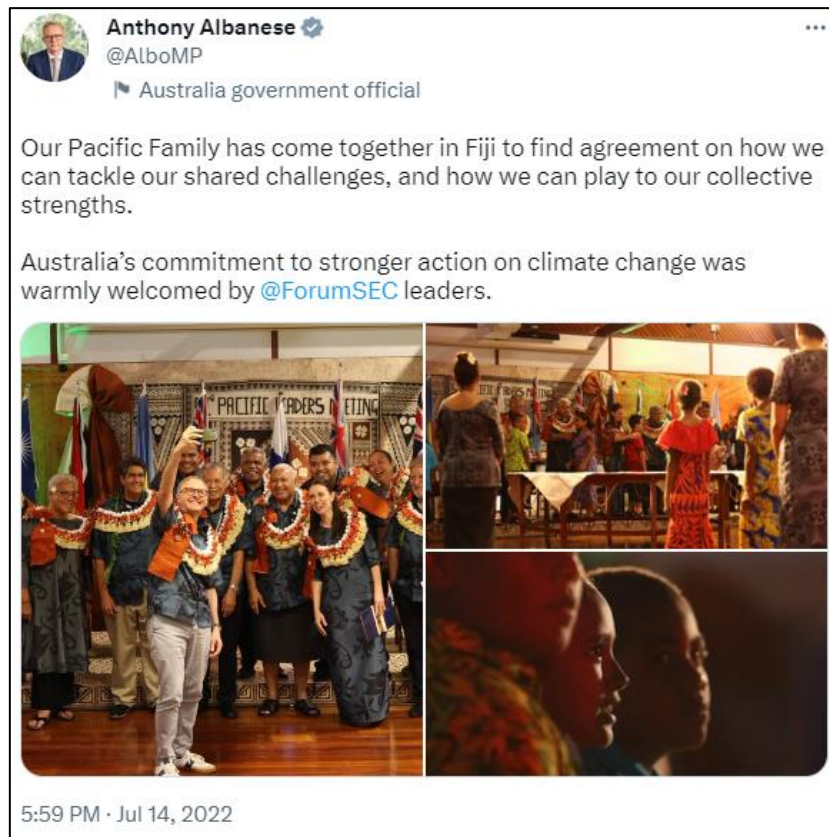 Anthony Albanese
@AlboMP
Australia government official
Our Pacific Family has come together in Fiji to find agreement on how we
can tackle our shared challenges, and how we can play to our collective
strengths.
Australia’s commitment to stronger action on climate change was
warmly welcomed by @ForumSEC leaders.
PACIFIC LEADERS MEETING
PACIFIC LEADERS MEETING
5:59 PM · Jul 14, 2022